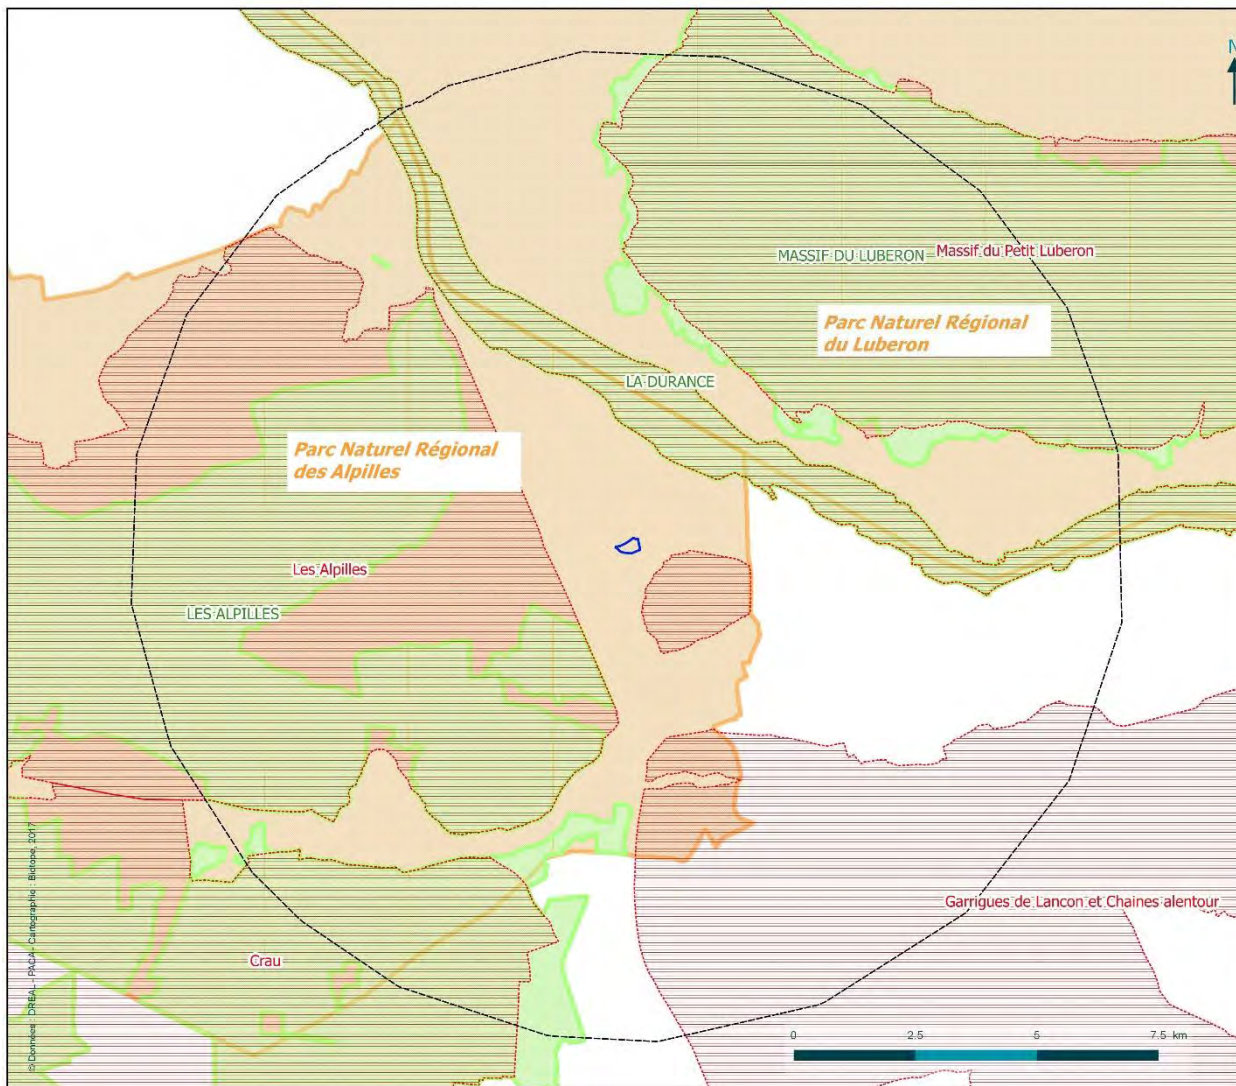 N
MASSIF DU LUBERON
Massif du Petit Luberon
Parc Naturel Régional
du Luberon
LA DURANCE
Parc Naturel Régional
des Alpilles
Les Alpilles
LES ALPILLES
Garrigues de Lancon et Chaines alentour
Crau
0 2.5 5 7.5 km
© Données : DREAL - PACA - Cartographie : Biotope, 2017